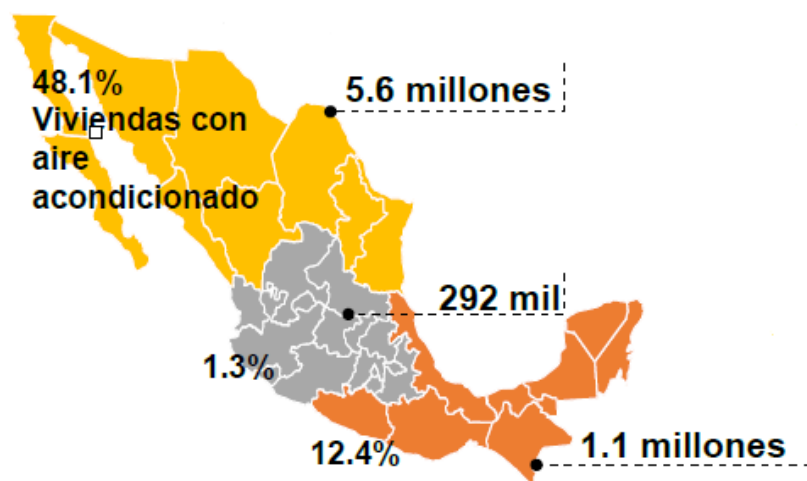 48.1%
Viviendas con
aire
acondicionado
5.6 millones
292 mil
1.3%
12.4%
1.1 millones